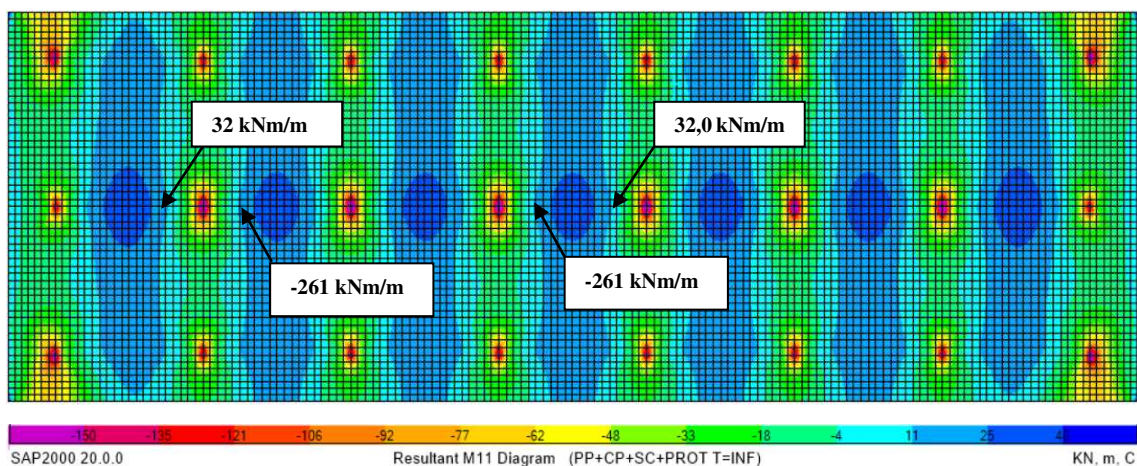 32 kNm/m
32,0 kNm/m
-261 kNm/m
-261 kNm/m
-150 -135 -121 -106 -92 -77 -62 -48 -33 -18 -4 11 25
SAP2000 20.0.0 Resultant M11 Diagram (PP+CP+SC+PROT T=INF) KN, m, C